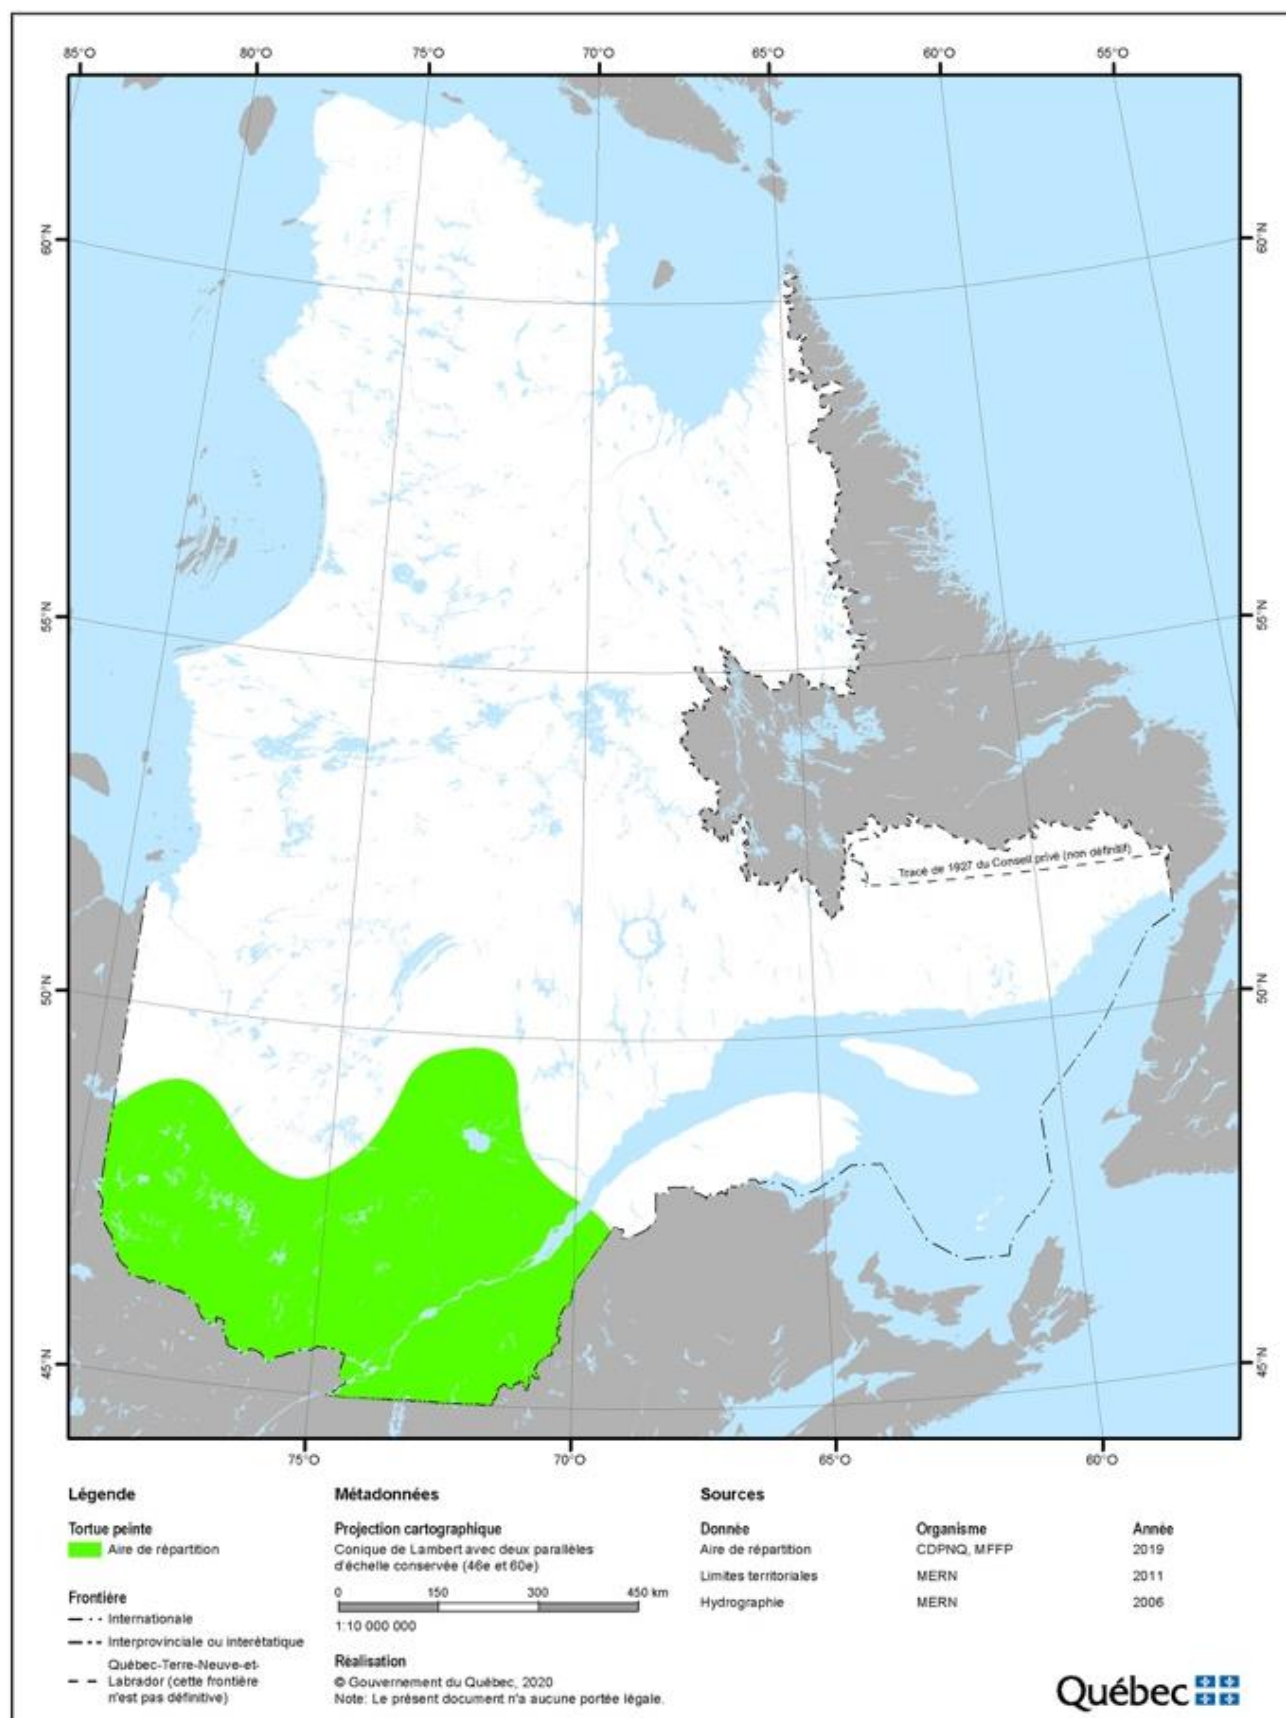 85°O 80°O 75°O 70°O 65°O 60°O 55°O
60°N 60°N
55°N 55°N
Tracé de 1927 du Conseil privé (non définitif)
50°N 50°N
45°N 45°N
75°O 70°O 65°O 60°O
Légende
Tortue peinte
Aire de répartition
Frontière
Internationale
Interprovinciale ou interétatique
Québec-Terre-Neuve-et-
Labrador (cette frontière
n'est pas définitive)
Métadonnées
Projection cartographique
Conique de Lambert avec deux parallèles
d'échelle conservée (46e et 60e)
0 150 300 450 km
1:10 000 000
Réalisation
© Gouvernement du Québec, 2020
Note: Le présent document n'a aucune portée légale.
Sources
Donnée Organisme Année
Aire de répartition CDPNQ, MFFP 2019
Limites territoriales MERN 2011
Hydrographie MERN 2006
Québec